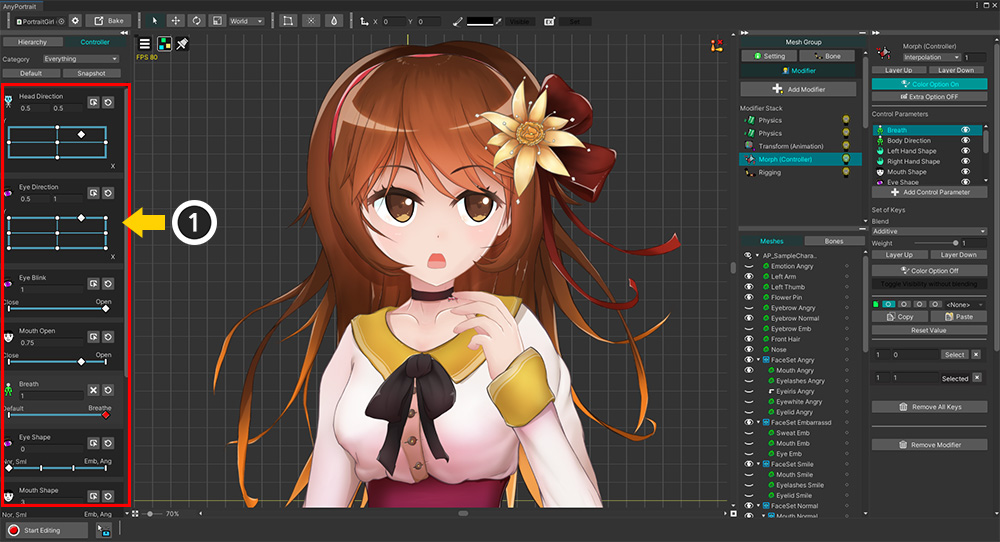 AnyPortrait
PortraitGirl
Bake
World
X 0 Y 0
Visible
EX Set
Hierarchy
Controller
Category Everything
Default
Snapshot
Head Direction
0.5 0.5
X
Eye Direction
0.5 1
X
Eye Blink
1
Close Open
Mouth Open
0.75
Close Open
Breath
1
Default Breathe
Eye Shape
0
Nor, Sml Emb, Ang
Mouth Shape
3
Nor, Sml Emb, Ang
Start Editing
FPS 80
1
70%
Mesh Group
Setting
Bone
Modifier
Add Modifier
Modifier Stack
Physics
Physics
Transform (Animation)
Morph (Controller)
Rigging
Meshes
Bones
AP_SampleChara..
Emotion Angry
Left Arm
Left Thumb
Flower Pin
Eyebrow Angry
Eyebrow Normal
Eyebrow Emb
Front Hair
Nose
FaceSet Angry
Mouth Angry
Eyelashes Angry
Eyeiris Angry
Eyewhite Angry
Eyelid Angry
FaceSet Embarrassd
Sweat Emb
Mouth Emb
Eye Emb
FaceSet Smile
Mouth Smile
Eyelashes Smile
Eyelid Smile
FaceSet Normal
Mouth Normal
Morph (Controller)
Interpolation 1
Layer Up
Layer Down
Color Option On
Extra Option OFF
Control Parameters
Breath
Body Direction
Left Hand Shape
Right Hand Shape
Mouth Shape
Eye Shape
Add Control Parameter
Set of Keys
Blend
Additive
Weight 1
Layer Up
Layer Down
Color Option Off
Toggle Visibility without blending
<None>
Copy
Paste
Reset Value
1 0 Select
1 1 Selected
Remove All Keys
Remove Modifier